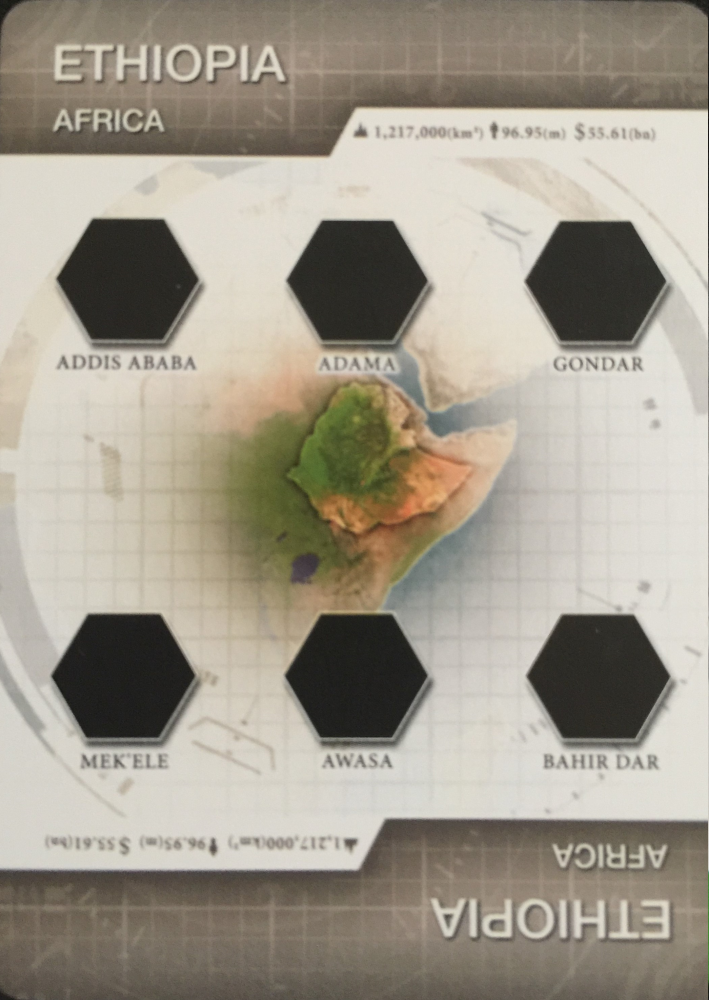 ETHIOPIA
AFRICA
1,217,000(km²) 96.95(m) $55.61(bn)
ADDIS ABABA ADAMA GONDAR
MEK'ELE AWASA BAHIR DAR
1,217,000(km²) 96.95(m) $55.61(bn)
AFRICA
ETHIOPIA